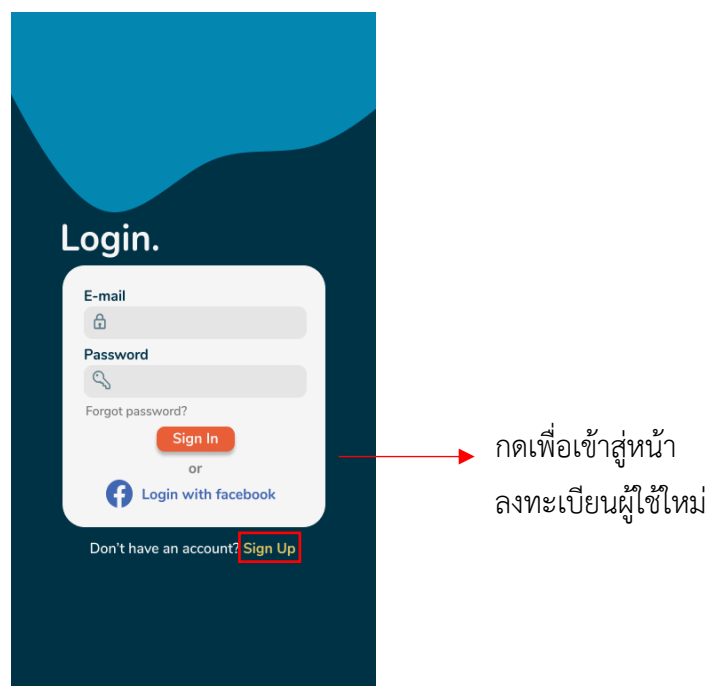 Login.
E-mail
Password
Forgot password?
Sign In
or
Login with facebook
Don't have an account? Sign Up
กดเพื่อเข้าสู่หน้า
ลงทะเบียนผู้ใช้ใหม่